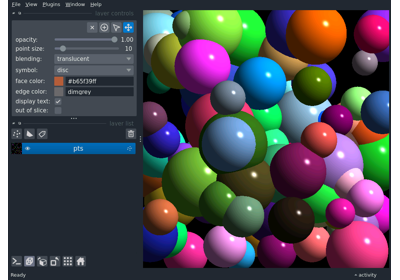 File View Plugins Window Help
layer controls
opacity: 1.00
point size: 10
blending: translucent
symbol: disc
face color: #b65f39ff
edge color: dimgrey
display text:
out of slice:
layer list
pts
Ready
activity